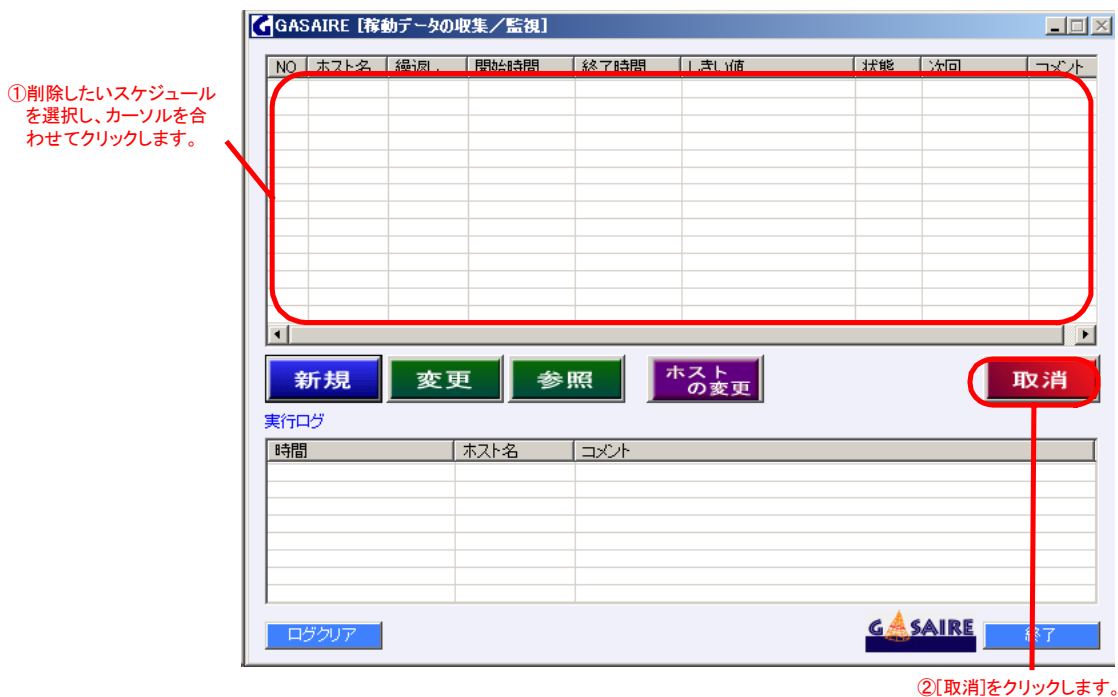 GASAIRE [稼動データの収集／監視]
NO ホスト名 繰返し 開始時間 終了時間 しきい値 状態 次回 コメント
①削除したいスケジュール
を選択し、カーソルを合
わせてクリックします。
新規 変更 参照 ホスト
の変更 取消
実行ログ
時間 ホスト名 コメント
ログクリア GASAIRE 終了
②[取消]をクリックします。